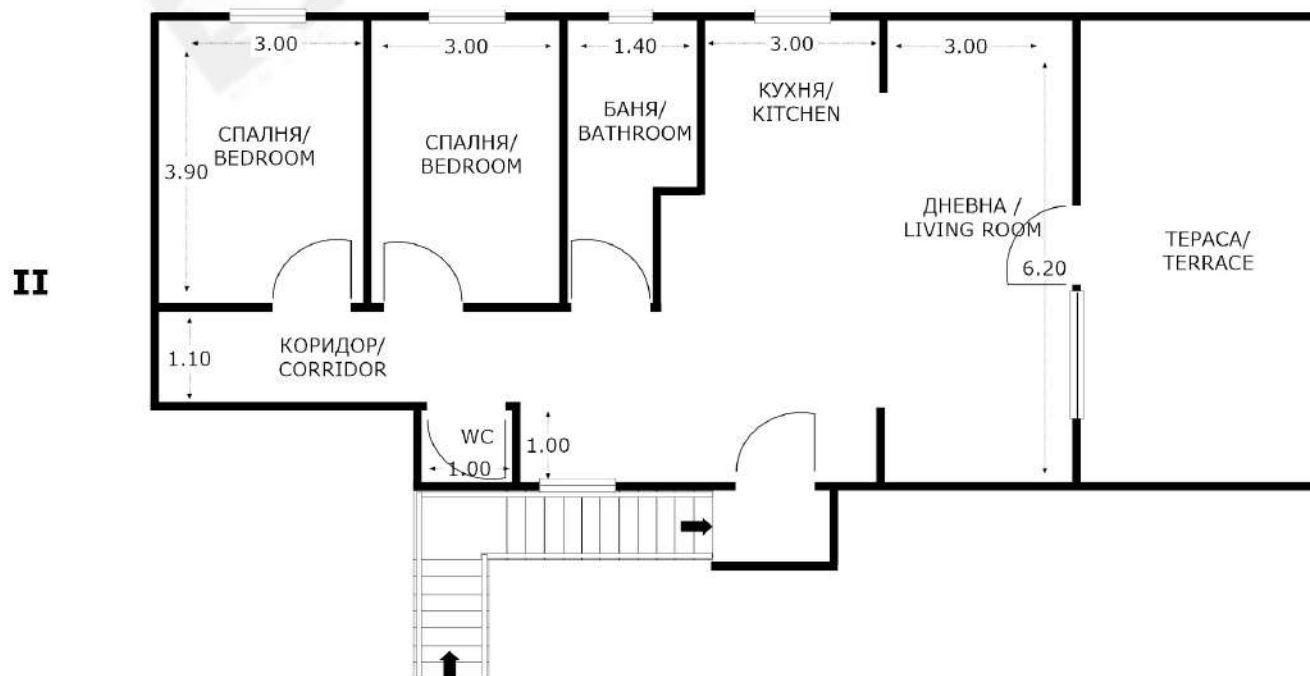 3.00
3.00
1.40
3.00
3.00
СПАЛНЯ/
BEDROOM
3.90
СПАЛНЯ/
BEDROOM
БАНЯ/
BATHROOM
КУХНЯ/
KITCHEN
ДНЕВНА /
LIVING ROOM
6.20
ТЕРАСА/
TERRACE
II
КОРИДОР/
CORRIDOR
1.10
WC
1.00
1.00